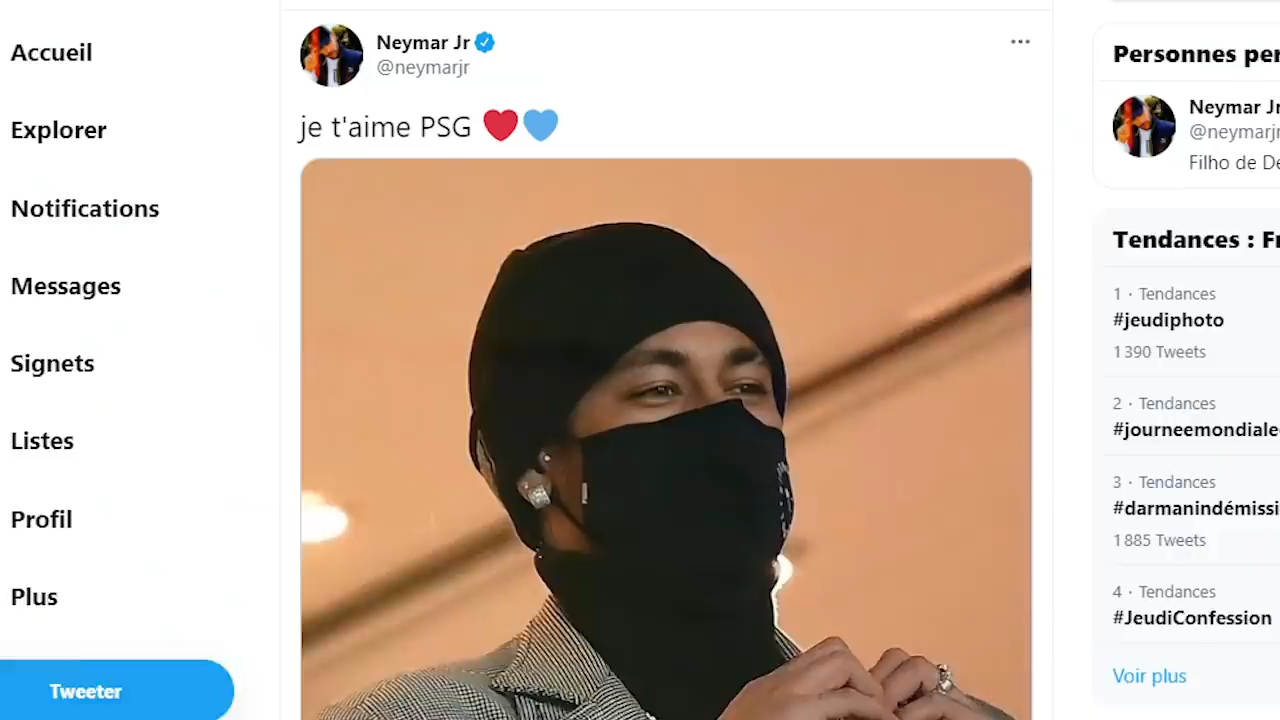 Accueil
Explorer
Notifications
Messages
Signets
Listes
Profil
Plus
Tweeter
Neymar Jr
@neymarjr
je t'aime PSG
Personnes per
Neymar Jr
@neymarjr
Filho de De
Tendances : Fr
1 · Tendances
#jeudiphoto
1 390 Tweets
2 · Tendances
#journeemondiale
3 · Tendances
#darmanindémissi
1 885 Tweets
4 · Tendances
#JeudiConfession
Voir plus